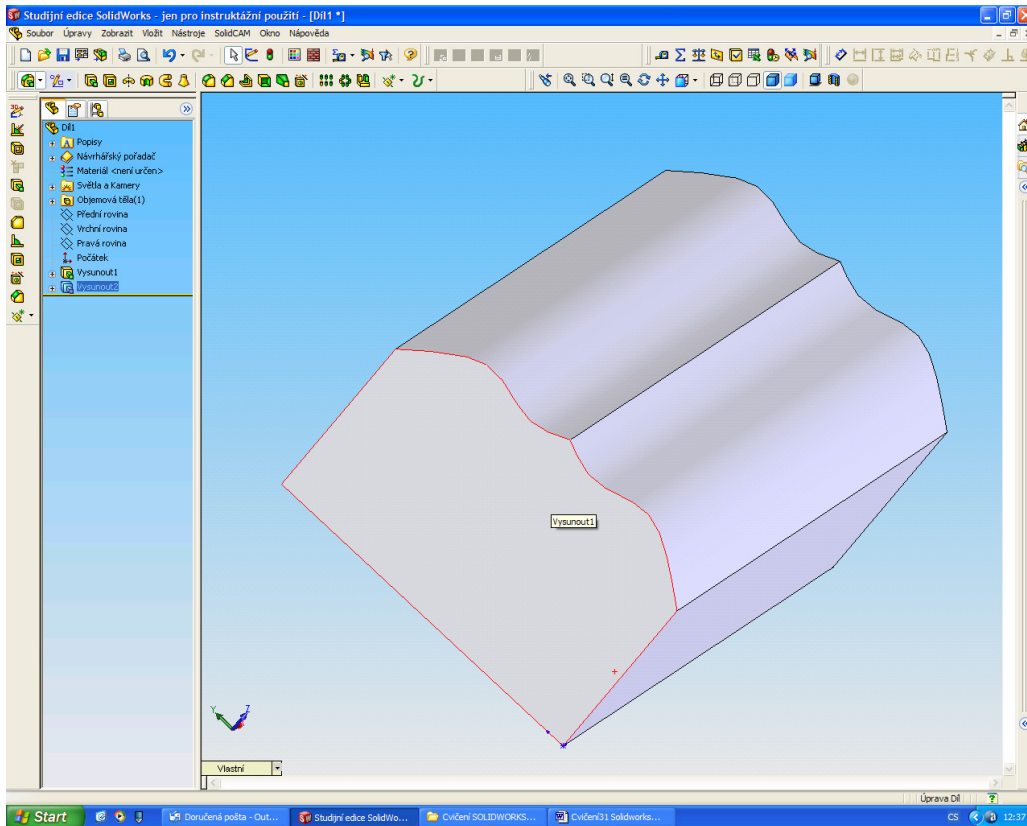 Studijní edice SolidWorks - jen pro instruktážní použití - [Díl1 *]
Soubor Úpravy Zobrazit Vložit Nástroje SolidCAM Okno Nápověda
Díl1
Popisy
Návrhářský pořadač
Materiál <není určen>
Světla a Kamery
Objemová těla(1)
Přední rovina
Vrchní rovina
Pravá rovina
Počátek
Vysunout1
Vysunout2
Vysunout1
Y
Z
Vlastní
Úprava Díl
Start
Doručená pošta - Out...
Studijní edice SolidWo...
Cvičení SOLIDWORKS...
Cvičení31 Solidworks...
CS
12:37